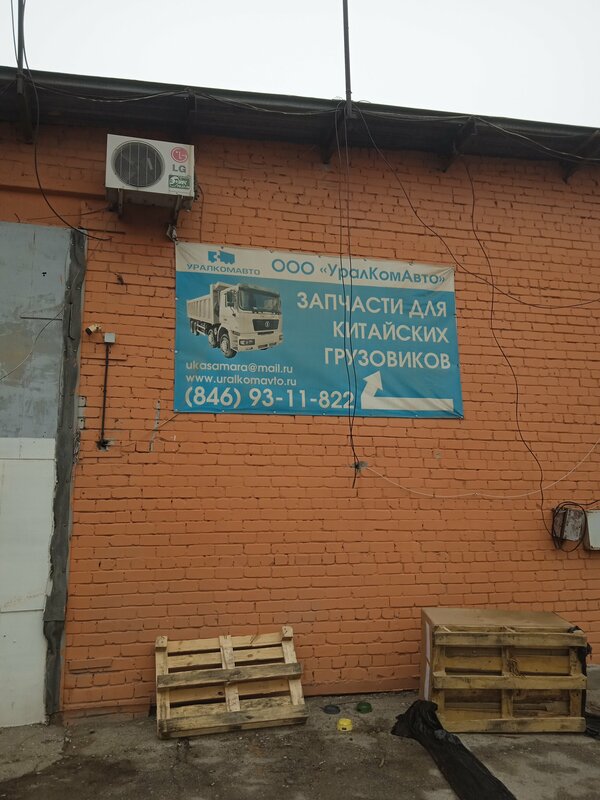 LG
УРАЛКОМАВТО
ООО «УралКомАвто»
ЗАПЧАСТИ ДЛЯ
КИТАЙСКИХ
ГРУЗОВИКОВ
ukasamara@mail.ru
www.uralkomavto.ru
(846) 93-11-822